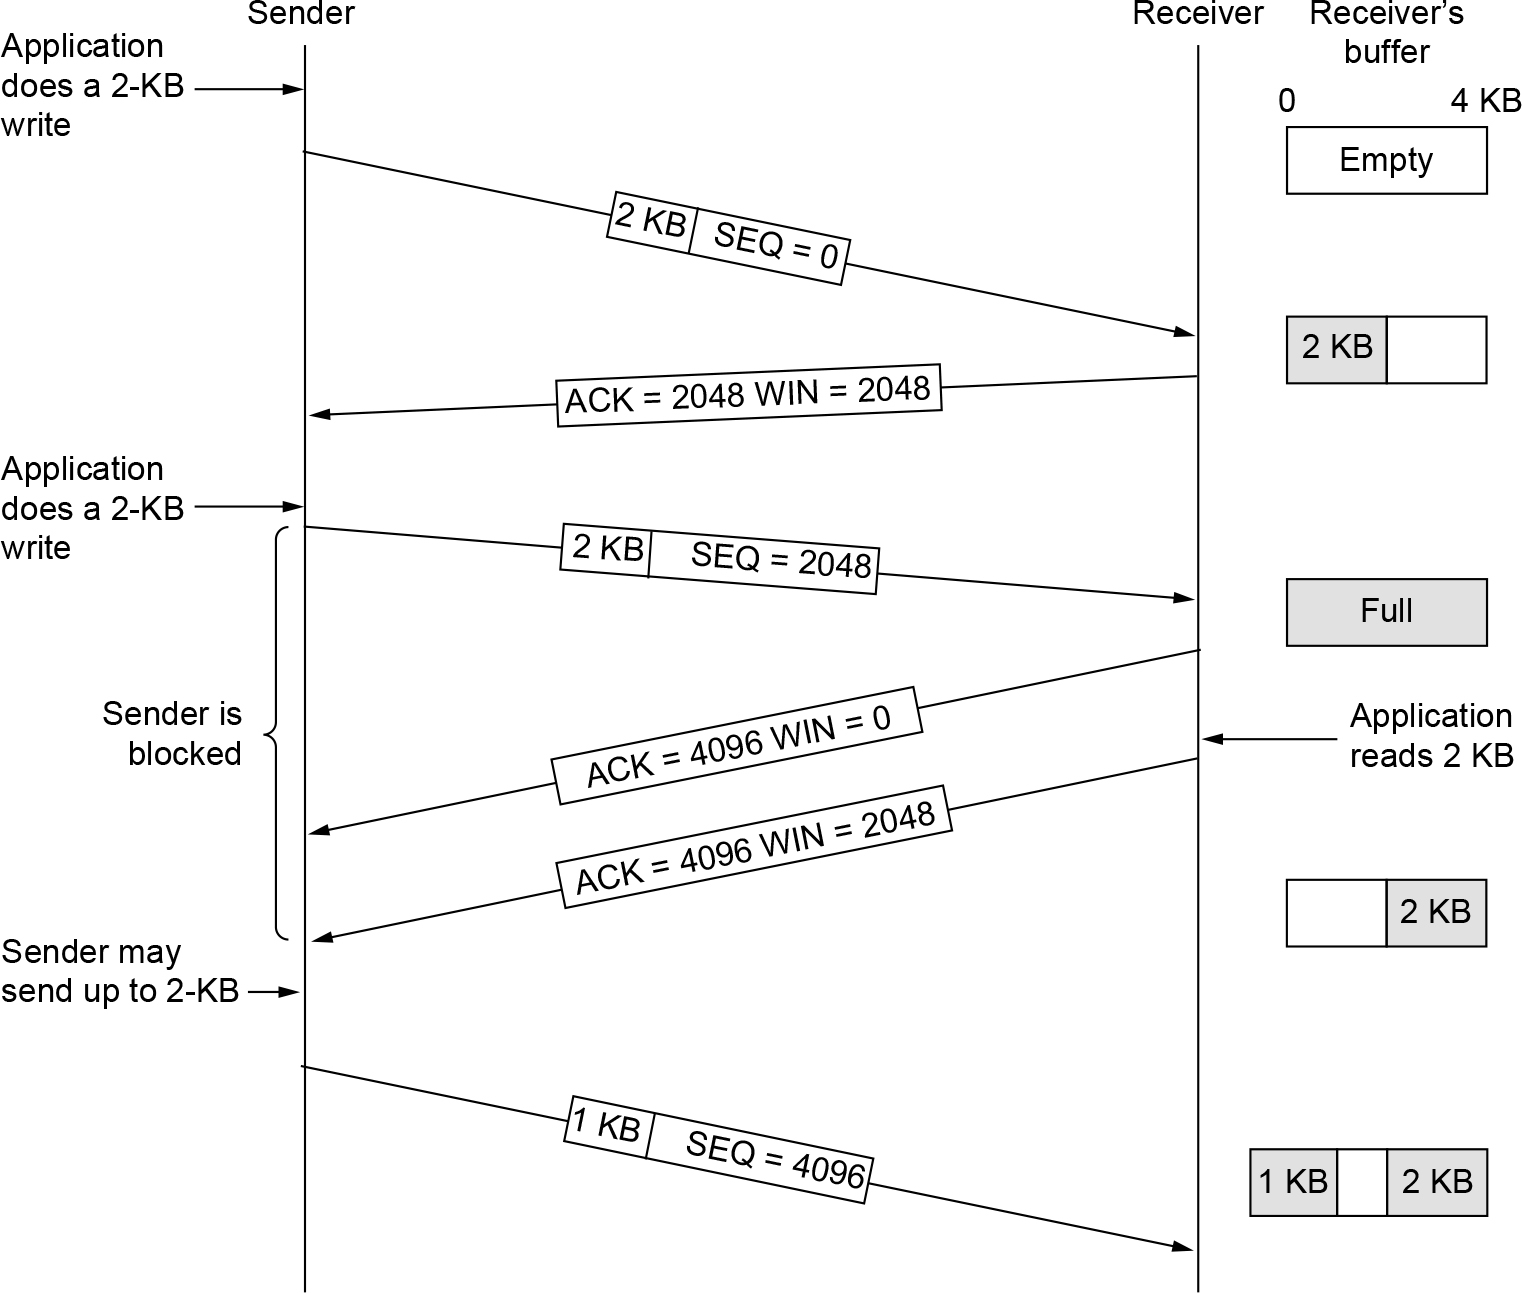 Sender
Receiver
Receiver's
buffer
Application
does a 2-KB
write
0
4 KB
Empty
2 KB
SEQ = 0
2 KB
ACK = 2048 WIN = 2048
Application
does a 2-KB
write
2 KB
SEQ = 2048
Full
Sender is
blocked
ACK = 4096 WIN = 0
Application
reads 2 KB
ACK = 4096 WIN = 2048
2 KB
Sender may
send up to 2-KB
1 KB
SEQ = 4096
1 KB
2 KB